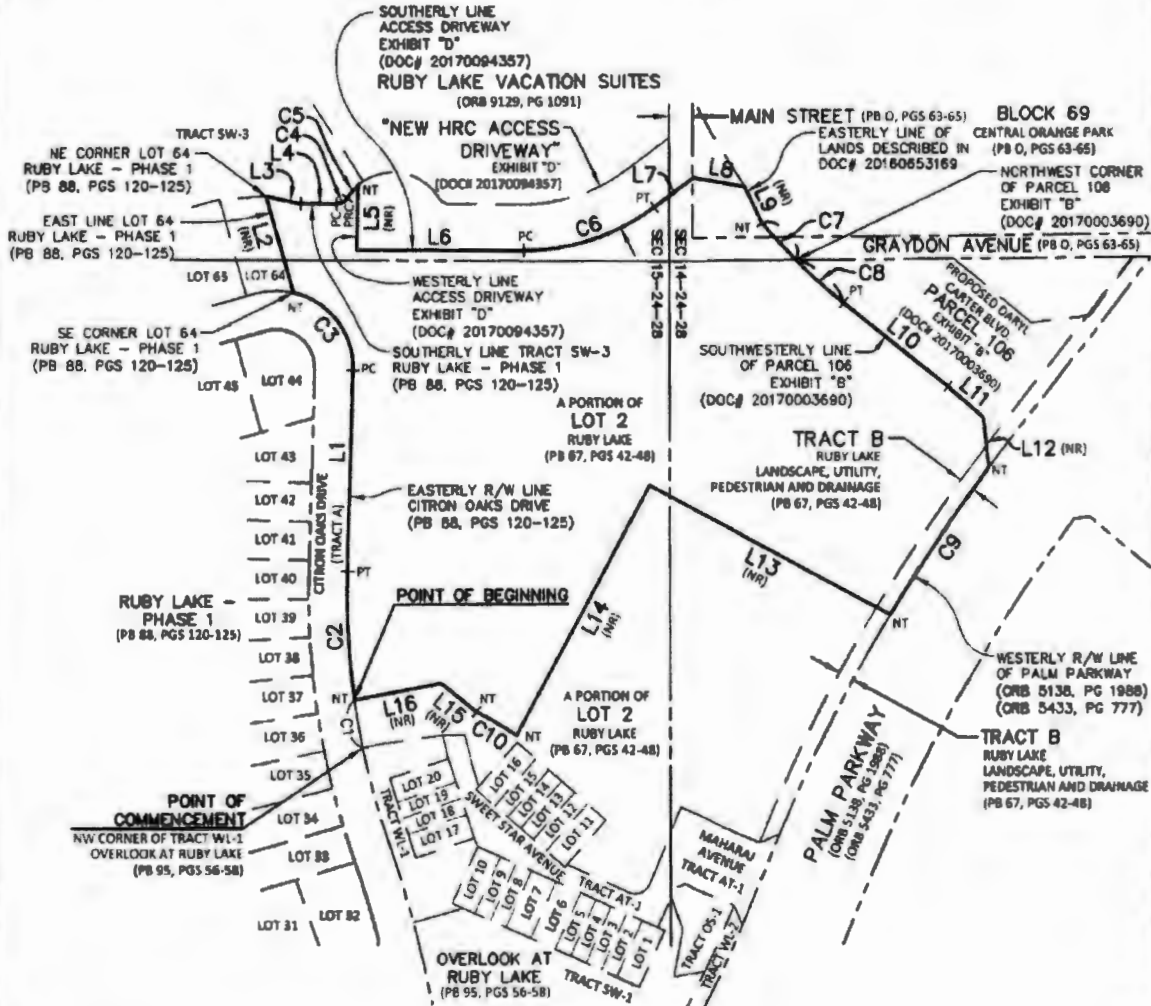 SOUTHERLY LINE
ACCESS DRIVEWAY
EXHIBIT "D"
(DOC# 20170094357)
RUBY LAKE VACATION SUITES
(ORB 9129, PG 1091)
"NEW HRC ACCESS
DRIVEWAY"
EXHIBIT "D"
(DOC# 20170094357)
MAIN STREET (PB O, PGS 63-65)
BLOCK 69
CENTRAL ORANGE PARK
(PB O, PGS 63-65)
EASTERLY LINE OF
LANDS DESCRIBED IN
DOC# 20160653169
NORTHWEST CORNER
OF PARCEL 108
EXHIBIT "B"
(DOC# 20170003690)
C5
C4
TRACT SW-3
L4
L3
NE CORNER LOT 64
RUBY LAKE - PHASE 1
(PB 88, PGS 120-125)
EAST LINE LOT 64
RUBY LAKE - PHASE 1
(PB 88, PGS 120-125)
L2
(NR)
PC
PRC
NT
L5
(NR)
L6
PC
C6
PT
L7
L8
L9
(NR)
NT
C7
GRAYDON AVENUE (PB O, PGS 63-65)
C8
PT
SEC 15-24-28
SEC 14-24-28
LOT 65
LOT 64
NT
SE CORNER LOT 64
RUBY LAKE - PHASE 1
(PB 88, PGS 120-125)
C3
PC
WESTERLY LINE
ACCESS DRIVEWAY
EXHIBIT "D"
(DOC# 20170094357)
SOUTHERLY LINE TRACT SW-3
RUBY LAKE - PHASE 1
(PB 88, PGS 120-125)
PROPOSED DARYL
CARTER BLVD
PARCEL 106
EXHIBIT "B"
(DOC# 20170003690)
L10
L11
SOUTHWESTERLY LINE
OF PARCEL 106
EXHIBIT "B"
(DOC# 20170003690)
L12 (NR)
NT
LOT 45
LOT 44
A PORTION OF
LOT 2
RUBY LAKE
(PB 67, PGS 42-48)
TRACT B
RUBY LAKE
LANDSCAPE, UTILITY,
PEDESTRIAN AND DRAINAGE
(PB 67, PGS 42-48)
L1
LOT 43
LOT 42
LOT 41
LOT 40
LOT 39
LOT 38
LOT 37
LOT 36
LOT 35
LOT 34
LOT 33
LOT 32
LOT 31
CITRON OAKS DRIVE
(TRACT A)
EASTERLY R/W LINE
CITRON OAKS DRIVE
(PB 88, PGS 120-125)
PT
RUBY LAKE -
PHASE 1
(PB 88, PGS 120-125)
C2
POINT OF BEGINNING
NT
L13
(NR)
L14
(NR)
C9
NT
WESTERLY R/W LINE
OF PALM PARKWAY
(ORB 5138, PG 1988)
(ORB 5433, PG 777)
L16
(NR)
L15
(NR)
NT
C10
NT
C1
A PORTION OF
LOT 2
RUBY LAKE
(PB 67, PGS 42-48)
TRACT B
RUBY LAKE
LANDSCAPE, UTILITY,
PEDESTRIAN AND DRAINAGE
(PB 67, PGS 42-48)
PALM PARKWAY
(ORB 5138, PG 1988)
(ORB 5433, PG 777)
POINT OF
COMMENCEMENT
NW CORNER OF TRACT WL-1
OVERLOOK AT RUBY LAKE
(PB 95, PGS 56-58)
TRACT WL-1
LOT 20
LOT 19
LOT 18
LOT 17
SWEET STAR AVENUE
LOT 16
LOT 15
LOT 14
LOT 13
LOT 12
LOT 11
TRACT AT-1
MAHARAJ
AVENUE
TRACT AT-1
LOT 10
LOT 9
LOT 8
LOT 7
LOT 6
LOT 5
LOT 4
LOT 3
LOT 2
LOT 1
TRACT SW-1
TRACT OS-1
TRACT WL-2
OVERLOOK AT
RUBY LAKE
(PB 95, PGS 56-58)